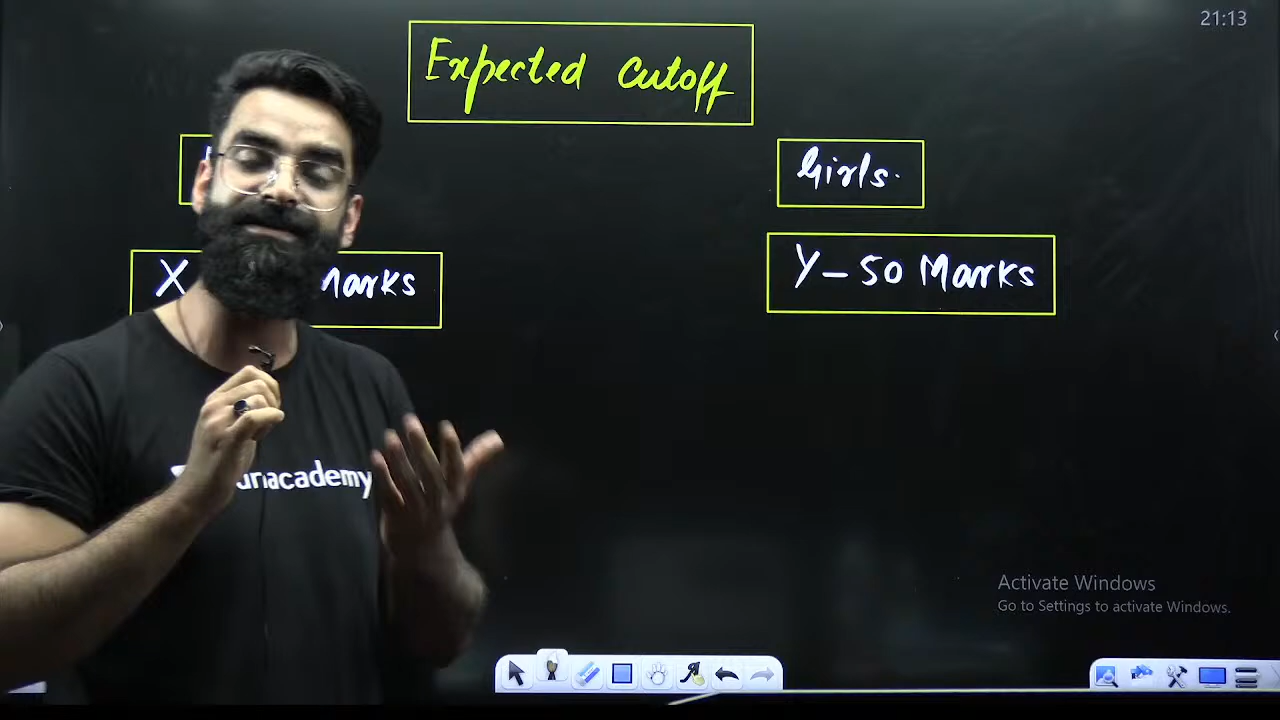 21:13
Expected cutoff
Girls.
X Marks
Y - 50 Marks
unacademy
Activate Windows
Go to Settings to activate Windows.